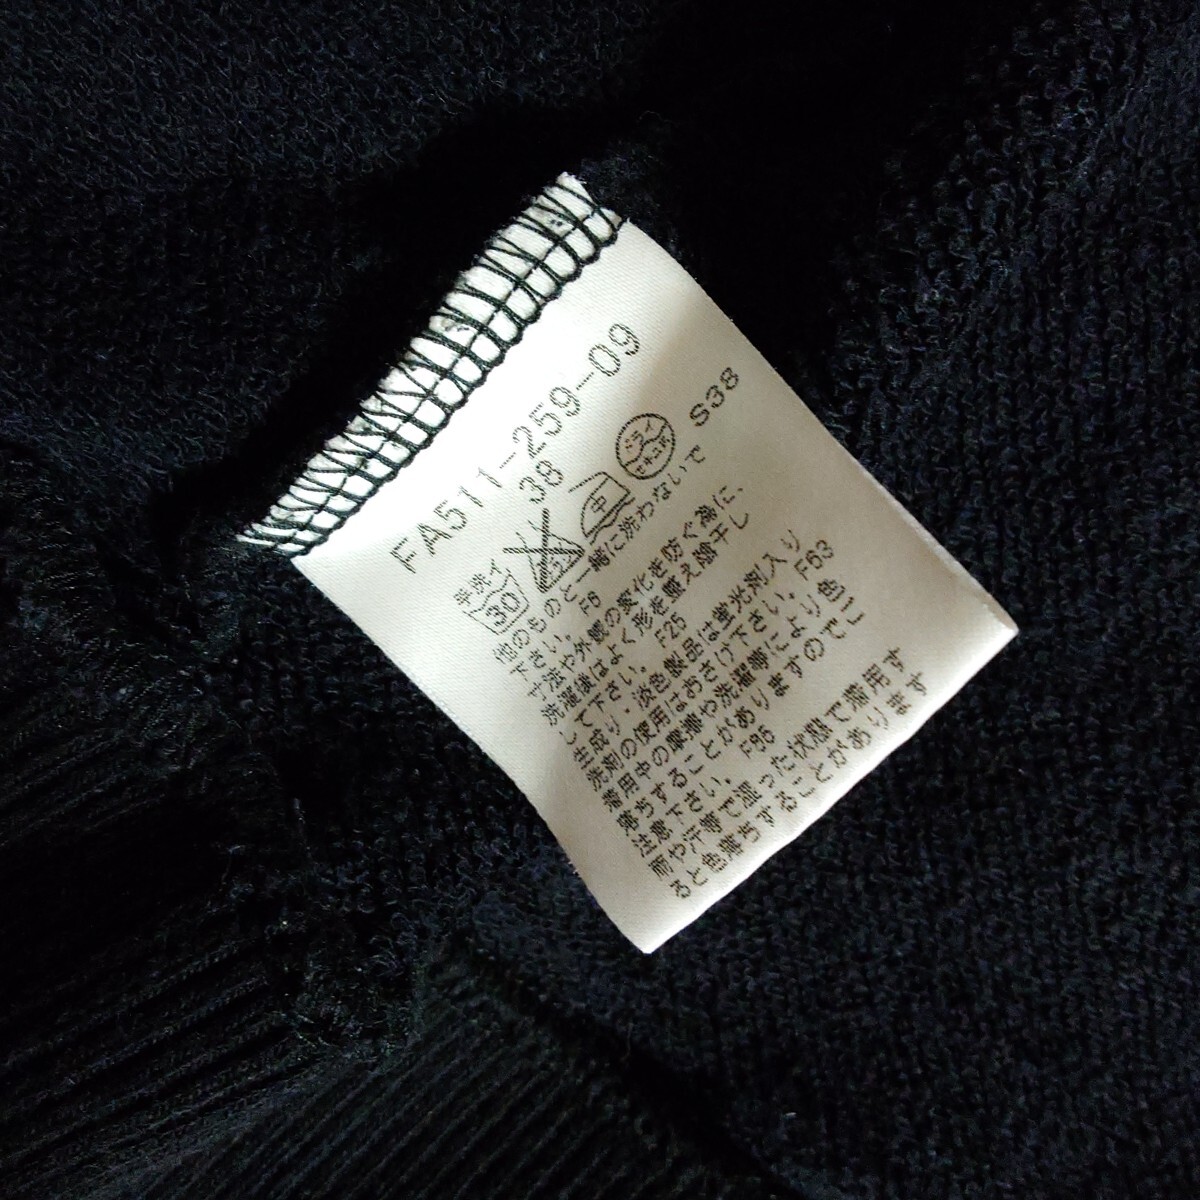 FA511-259-09
38
手洗イ
30
中
ドライ
セキユ系
S38
他のものと一緒に洗わないで
下さい。 F6
寸法や外観の変化を防ぐ為に、
洗濯後はよく形を整え陰干し
して下さい。 F25
生成り・淡色製品は蛍光剤入り
洗剤の使用はおさけ下さい。 F63
着用中の摩擦や洗濯等により色
落ちすることがありますのでご
注意下さい。 F95
雨や汗等で湿った状態で着用す
ると色落ちすることがあります